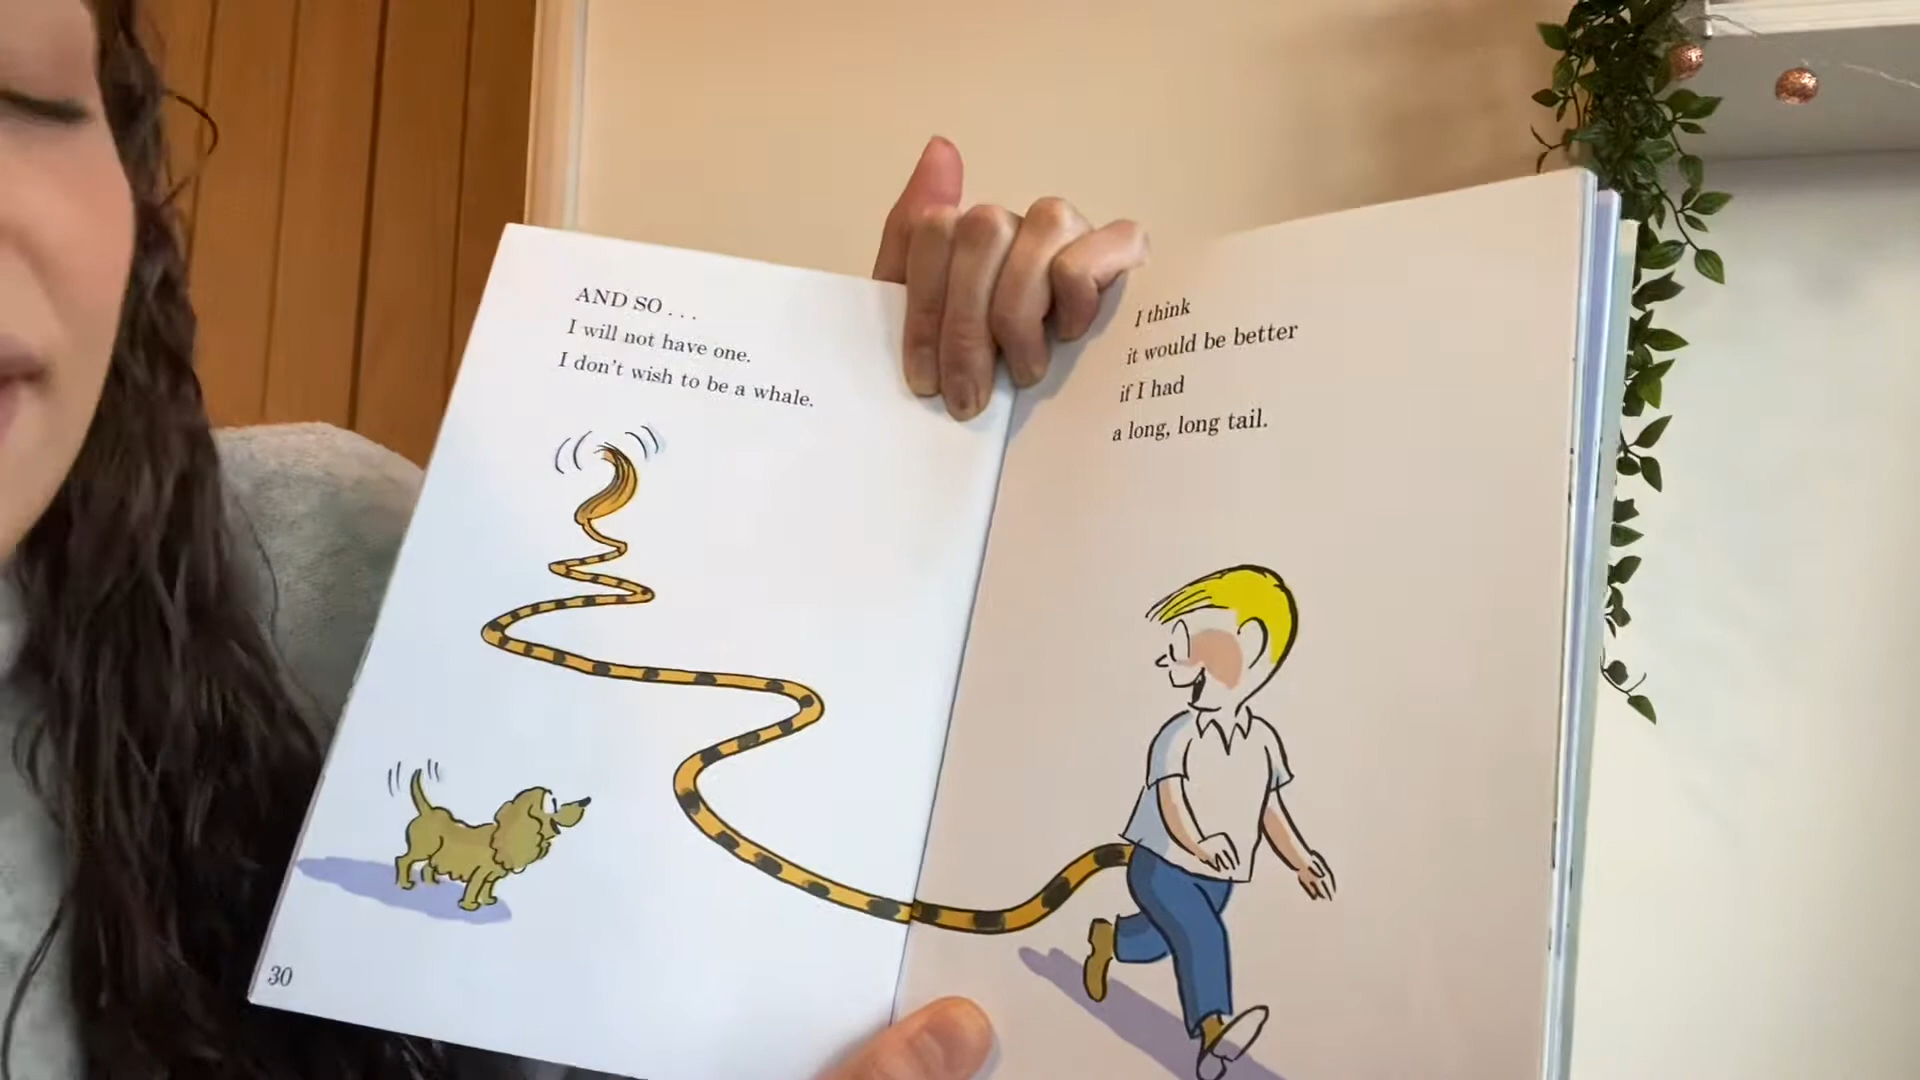 AND SO . . .
I will not have one.
I don't wish to be a whale.
30
I think
it would be better
if I had
a long, long tail.